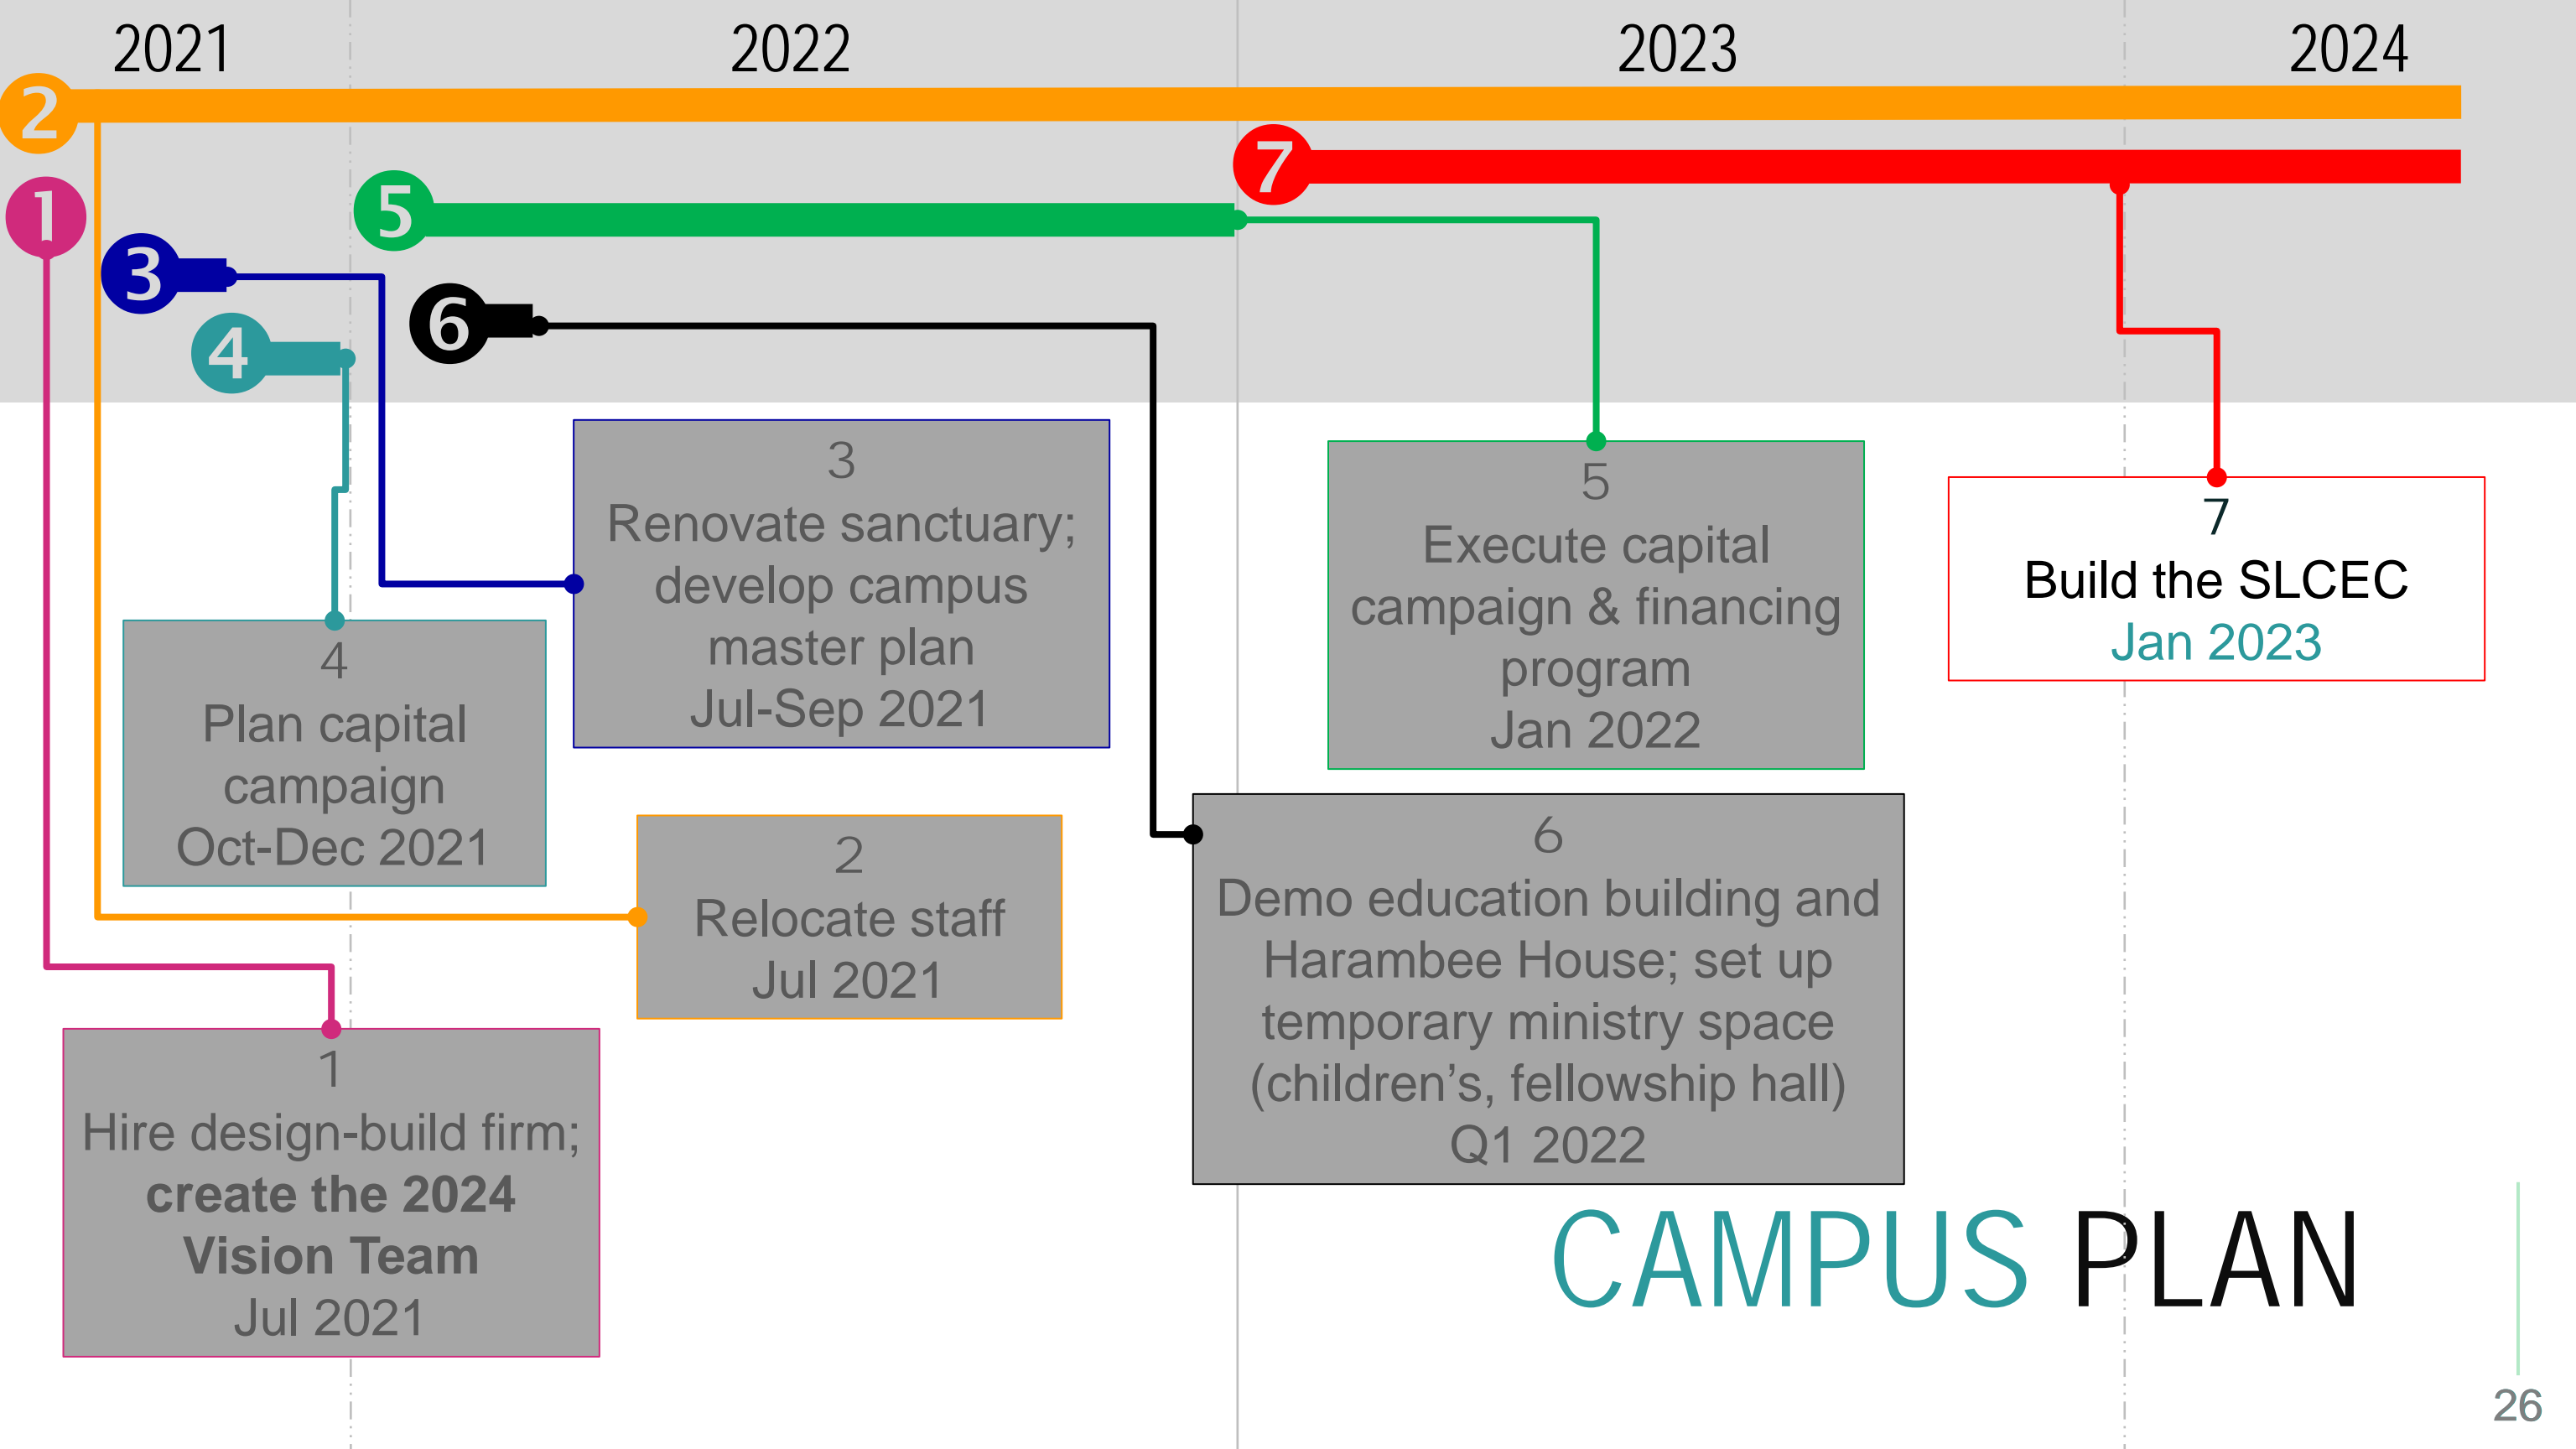 2021
2022
2023
2024
2
7
1
5
3
6
4
3
Renovate sanctuary;
develop campus
master plan
Jul-Sep 2021
5
Execute capital
campaign & financing
program
Jan 2022
7
Build the SLCEC
Jan 2023
4
Plan capital
campaign
Oct-Dec 2021
2
Relocate staff
Jul 2021
6
Demo education building and
Harambee House; set up
temporary ministry space
(children’s, fellowship hall)
Q1 2022
1
Hire design-build firm;
create the 2024
Vision Team
Jul 2021
CAMPUS PLAN
26